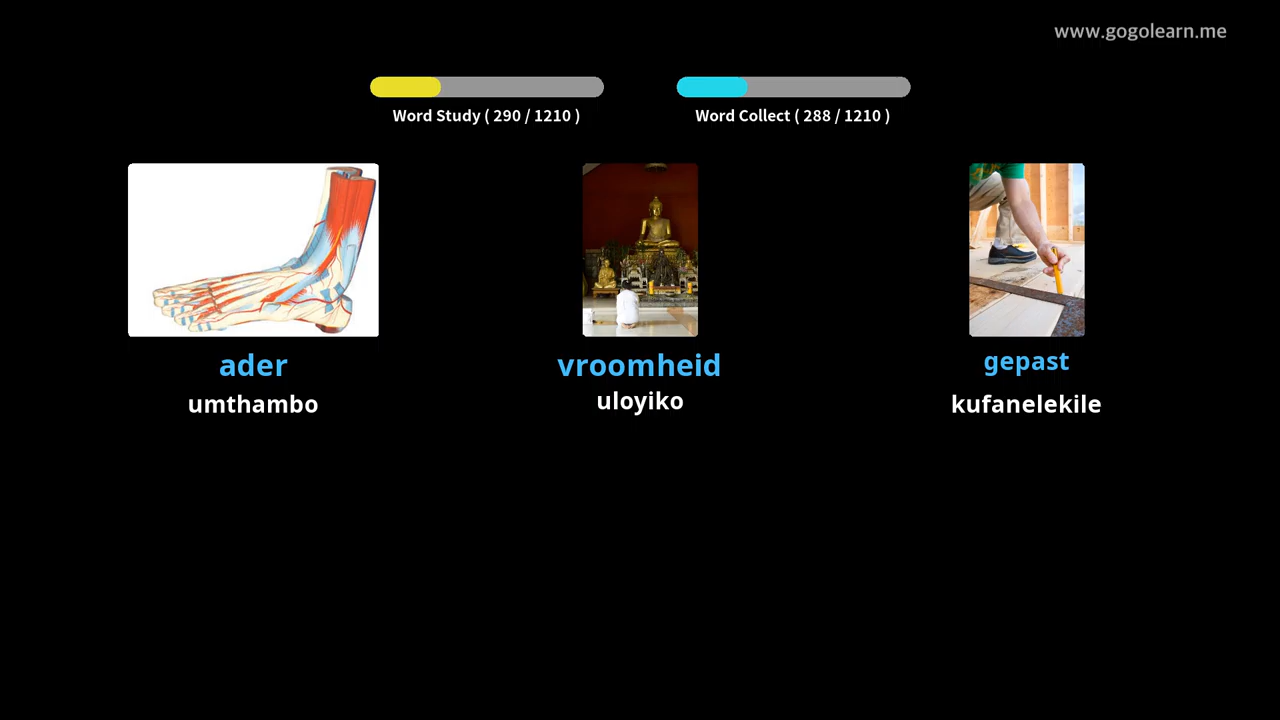 www.gogolearn.me
Word Study ( 290 / 1210 )
Word Collect ( 288 / 1210 )
ader
umthambo
vroomheid
uloyiko
gepast
kufanelekile